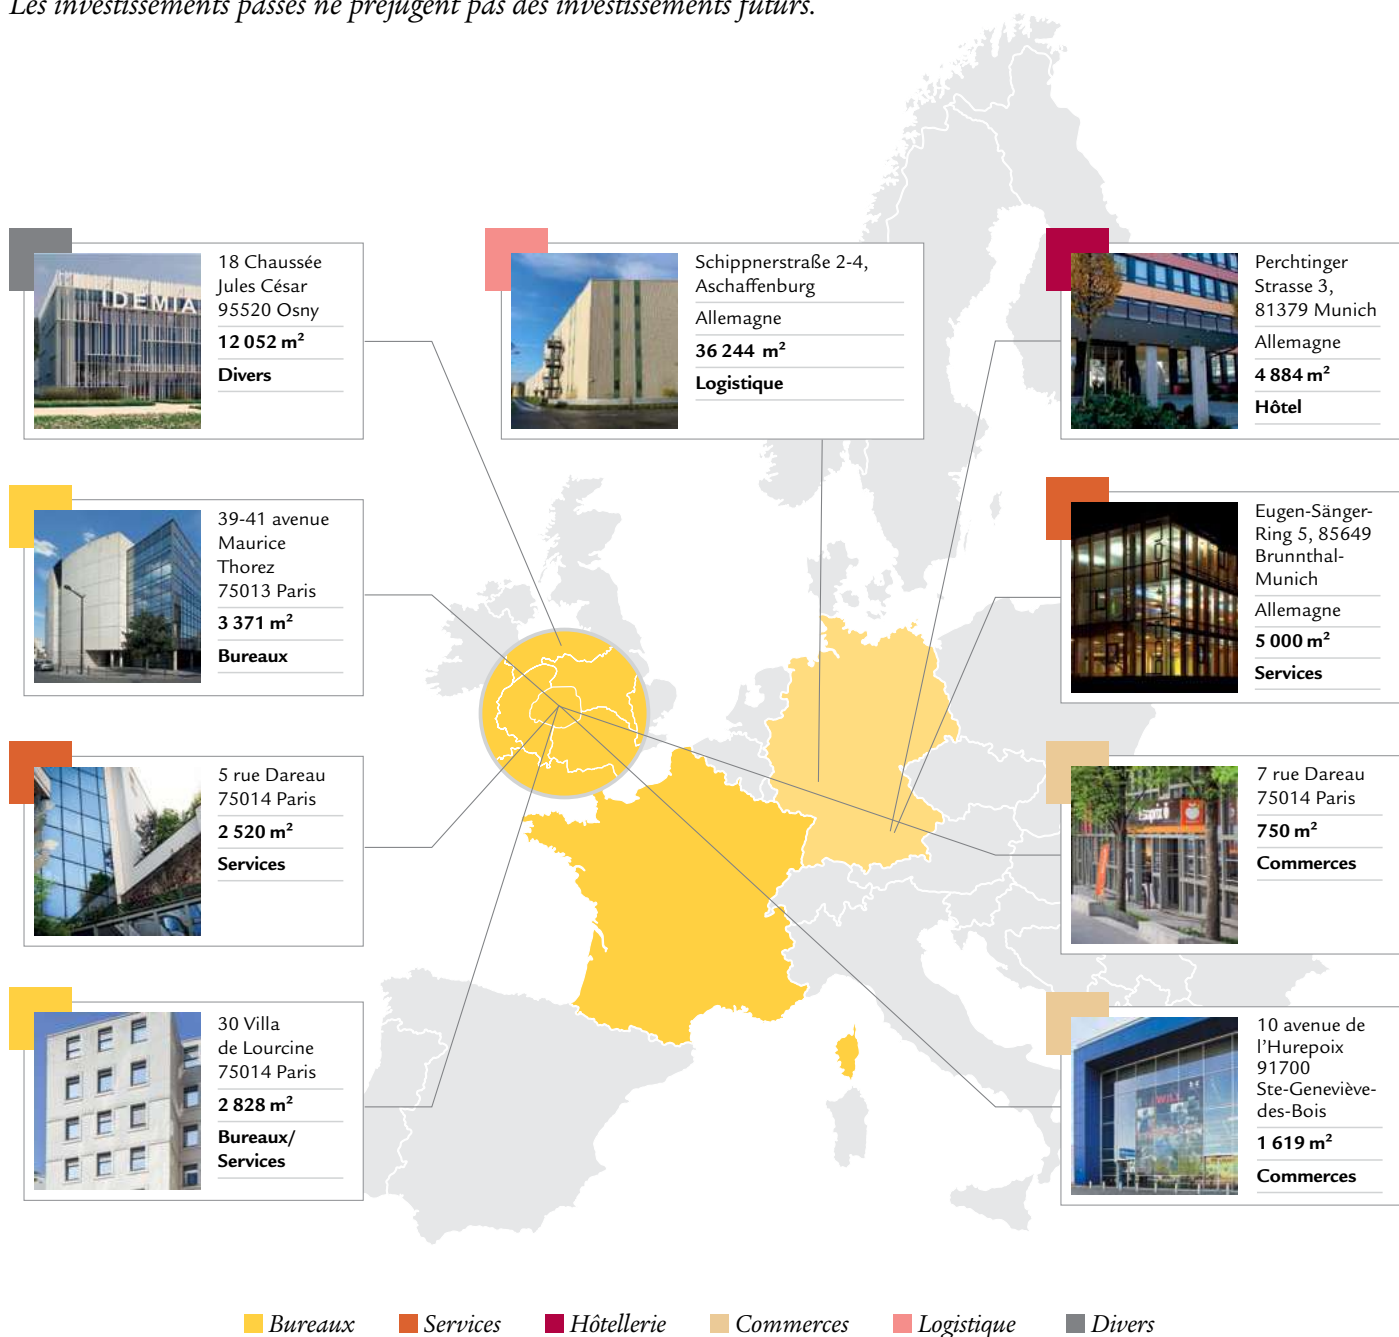 Les investissements passés ne préjugent pas des investissements futurs.
18 Chaussée
Jules César
95520 Osny
12 052 m²
Divers
IDEMIA
39-41 avenue
Maurice
Thorez
75013 Paris
3 371 m²
Bureaux
5 rue Dareau
75014 Paris
2 520 m²
Services
30 Villa
de Lourcine
75014 Paris
2 828 m²
Bureaux/
Services
Schippnerstraße 2-4,
Aschaffenburg
Allemagne
36 244 m²
Logistique
Perchtinger
Strasse 3,
81379 Munich
Allemagne
4 884 m²
Hôtel
Eugen-Sänger-
Ring 5, 85649
Brunnthal-
Munich
Allemagne
5 000 m²
Services
7 rue Dareau
75014 Paris
750 m²
Commerces
10 avenue de
l'Hurepoix
91700
Ste-Geneviève-
des-Bois
1 619 m²
Commerces
Bureaux
Services
Hôtellerie
Commerces
Logistique
Divers